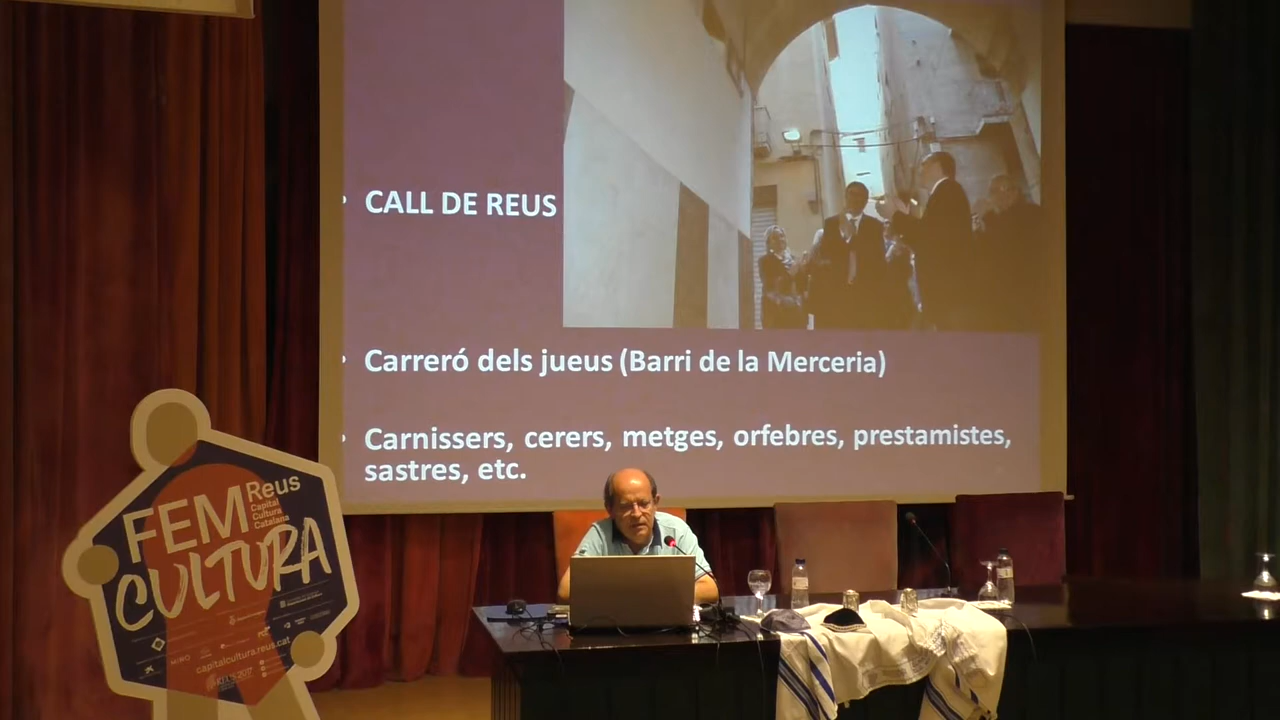 • CALL DE REUS
• Carreró dels jueus (Barri de la Merceria)
• Carnissers, cerers, metges, orfebres, prestamistes,
sastres, etc.
FEM
CULTURA
Reus
Capital
Cultura
Catalana
capitalcultura.reus.cat